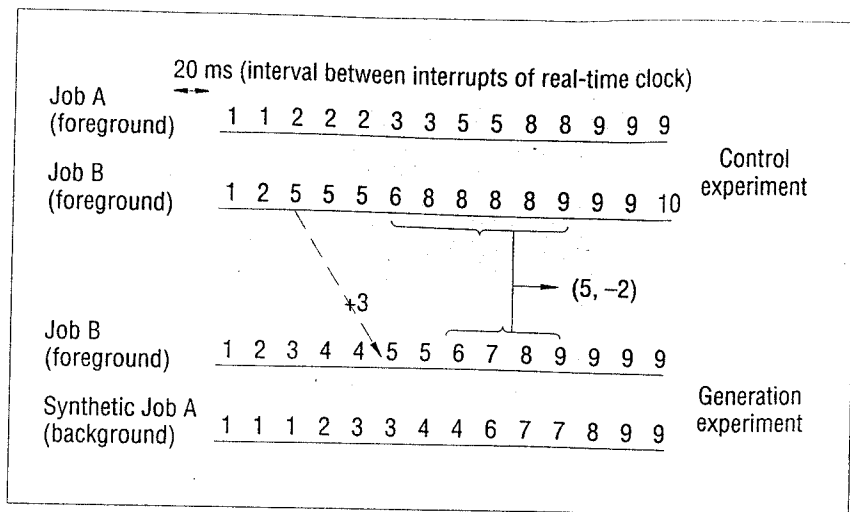 20 ms (interval between interrupts of real-time clock)
Job A
(foreground)
1 1 2 2 2 3 3 5 5 8 8 9 9 9
Control
experiment
Job B
(foreground)
1 2 5 5 5 6 8 8 8 8 9 9 9 10
(5, –2)
+3
Job B
(foreground)
1 2 3 4 4 5 5 6 7 8 9 9 9 9
Generation
experiment
Synthetic Job A
(background)
1 1 1 2 3 3 4 4 6 7 7 8 9 9